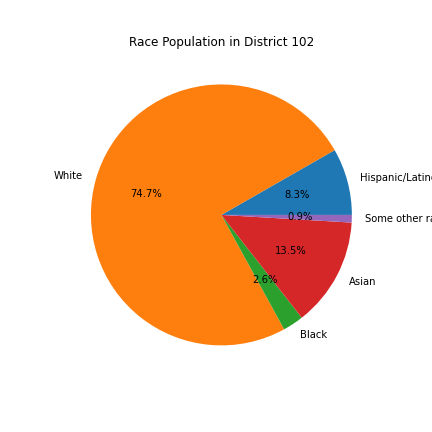 Race Population in District 102
White
74.7%
Hispanic/Latino
8.3%
0.9%
Some other ra
13.5%
2.6%
Asian
Black